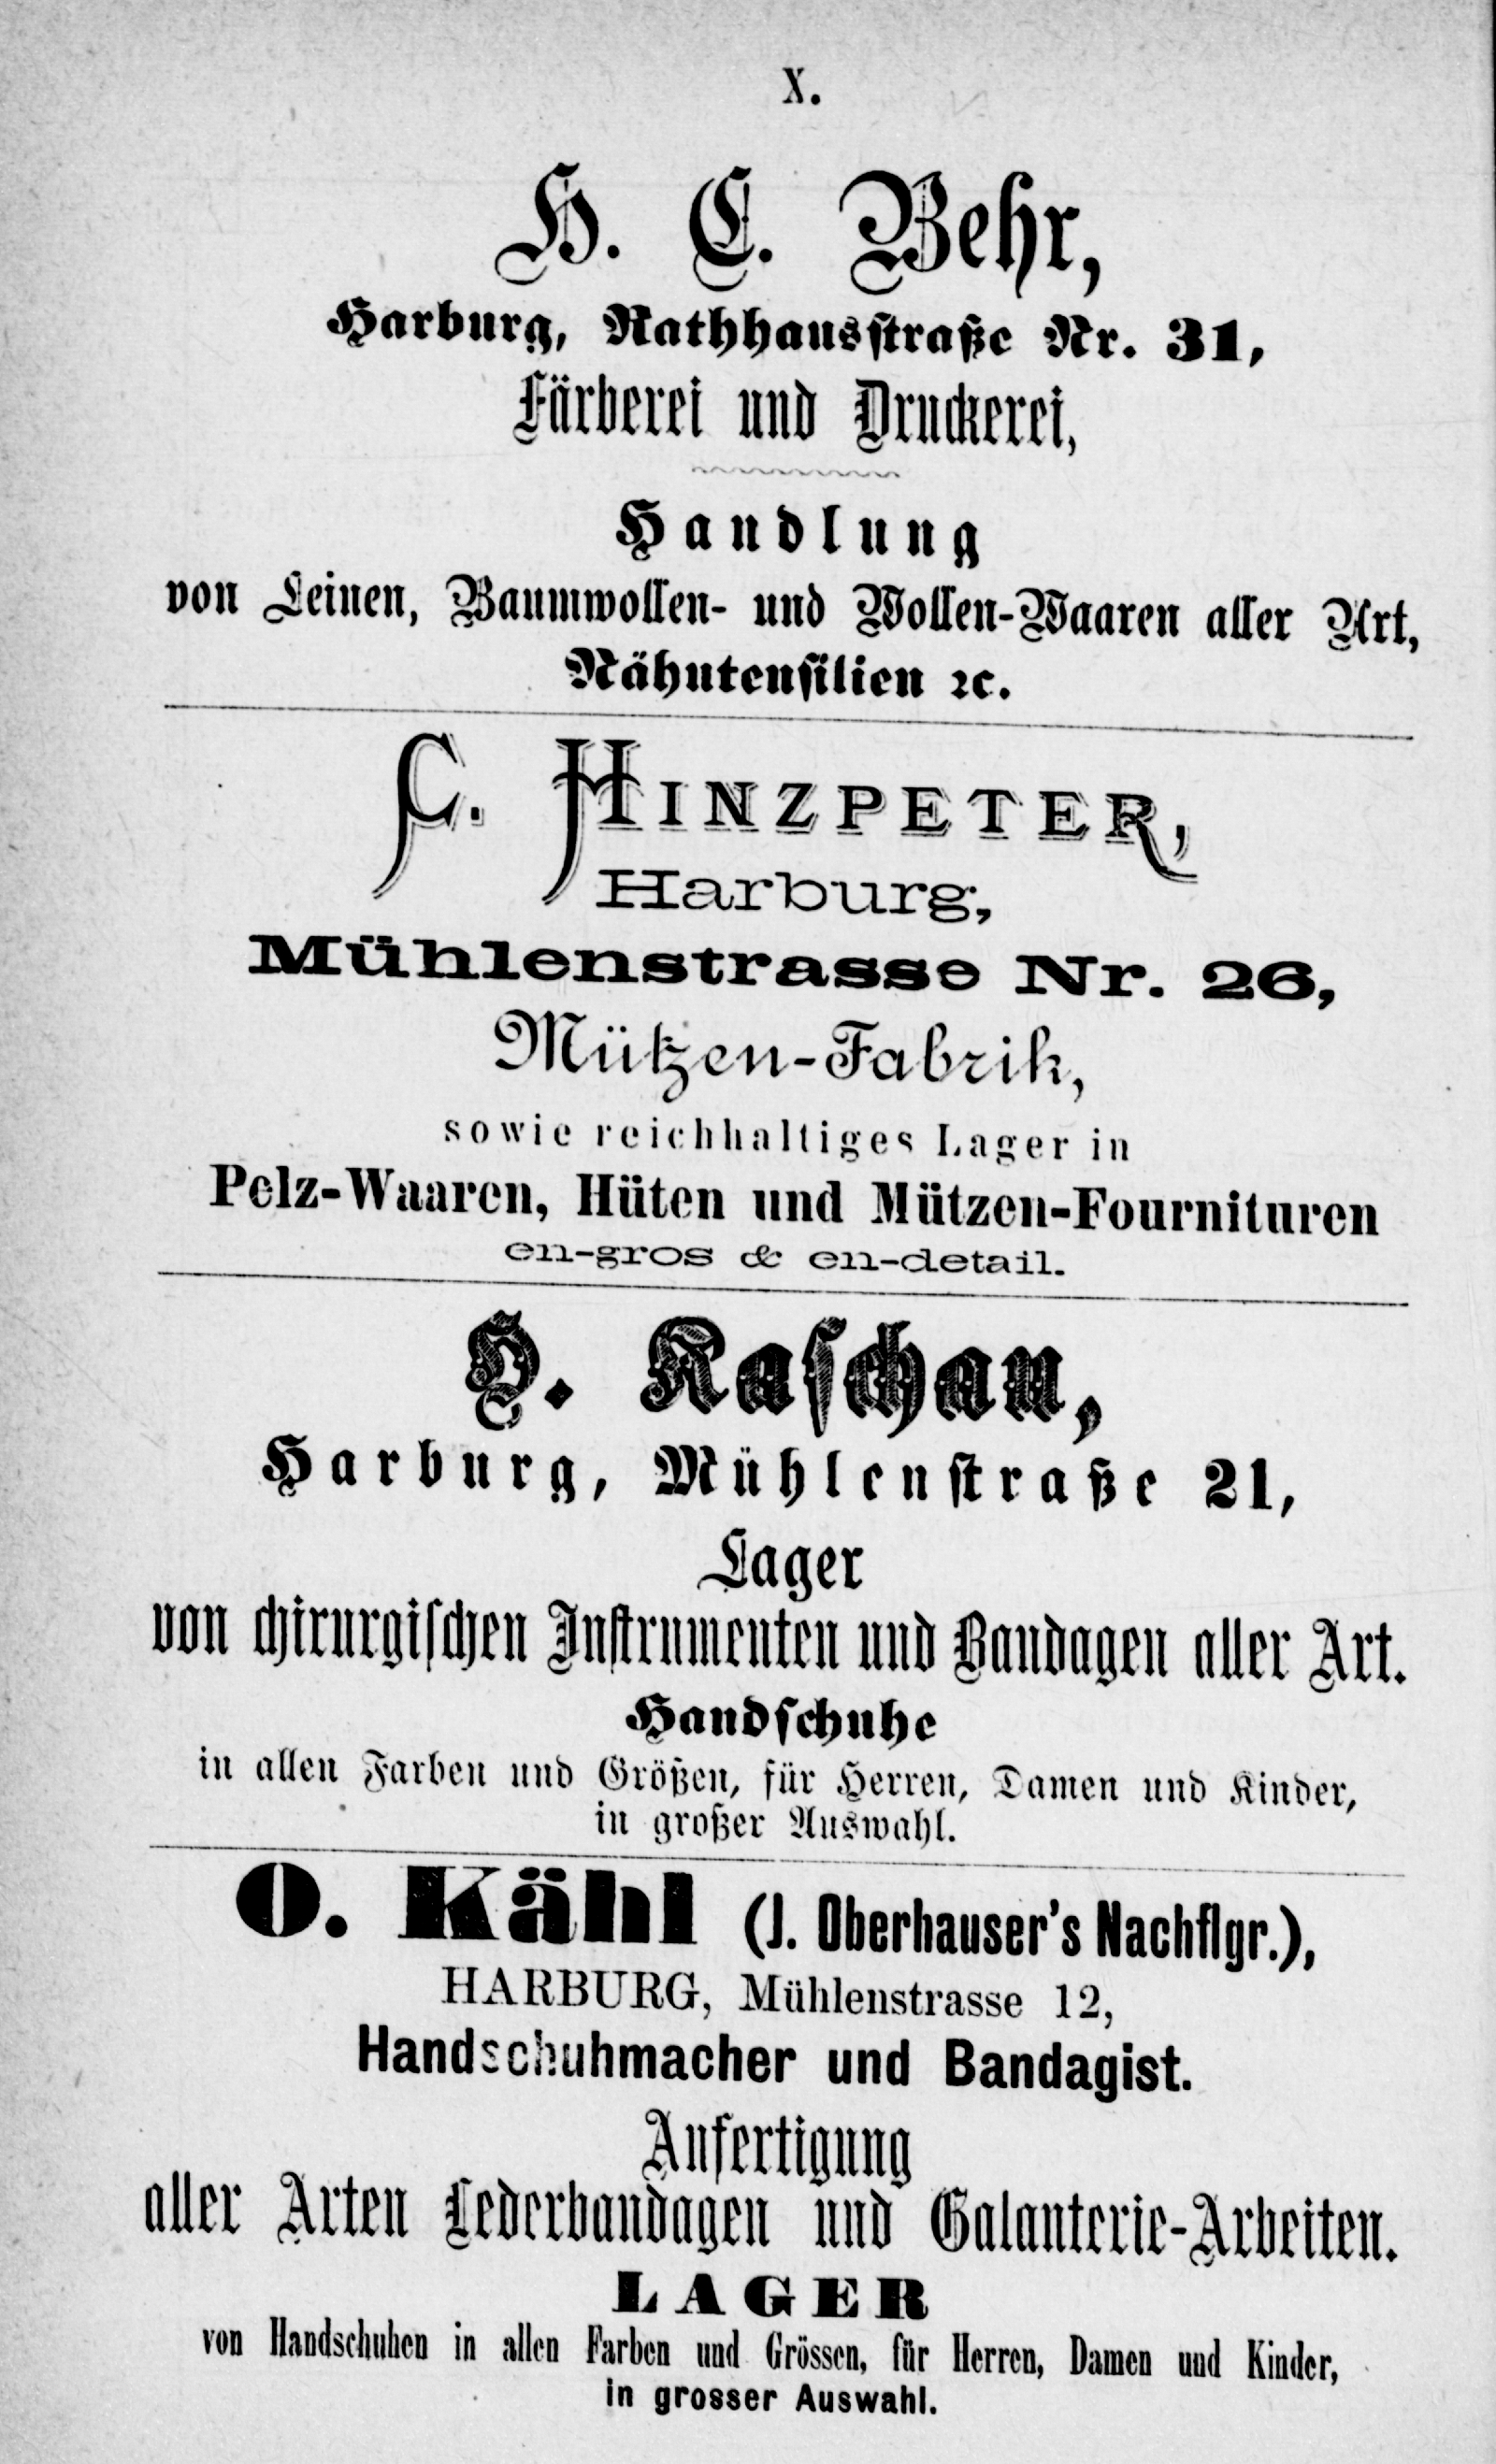 X.
H. C. Behr,
Harburg, Rathhausstraße Nr. 31,
Färberei und Druckerei,
Handlung
von Leinen, Baumwollen- und Wollen-Waaren aller Art,
Nähutensilien ꝛc.
C. HINZPETER,
Harburg,
Mühlenstrasse Nr. 26,
Mützen-Fabrik,
sowie reichhaltiges Lager in
Pelz-Waaren, Hüten und Mützen-Fournituren
en-gros & en-detail.
H. Kaschau,
Harburg, Mühlenstraße 21,
Lager
von chirurgischen Instrumenten und Bandagen aller Art.
Handschuhe
in allen Farben und Größen, für Herren, Damen und Kinder,
in großer Auswahl.
O. Kähl (J. Oberhauser's Nachflgr.),
HARBURG, Mühlenstrasse 12,
Handschuhmacher und Bandagist.
Anfertigung
aller Arten Lederbandagen und Galanterie-Arbeiten.
LAGER
von Handschuhen in allen Farben und Grössen, für Herren, Damen und Kinder,
in grosser Auswahl.